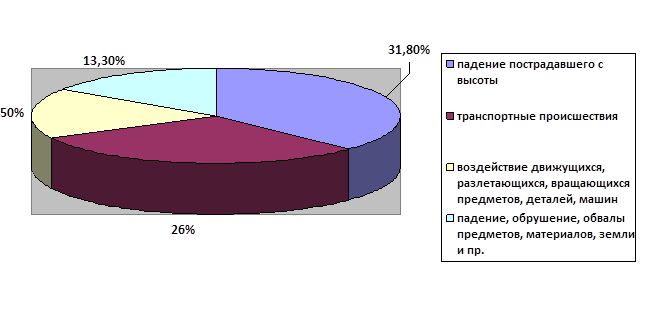 31,80%
13,30%
50%
26%
падение пострадавшего с
высоты
транспортные происшествия
воздействие движущихся,
разлетающихся, вращающихся
предметов, деталей, машин
падение, обрушение, обвалы
предметов, материалов, земли
и пр.